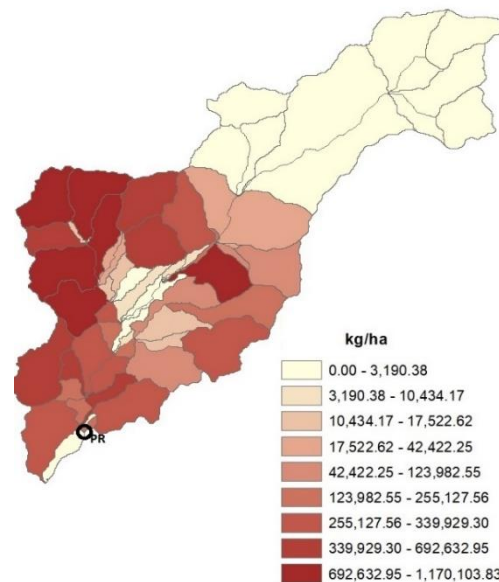 PR
kg/ha
0.00 - 3,190.38
3,190.38 - 10,434.17
10,434.17 - 17,522.62
17,522.62 - 42,422.25
42,422.25 - 123,982.55
123,982.55 - 255,127.56
255,127.56 - 339,929.30
339,929.30 - 692,632.95
692,632.95 - 1,170,103.83